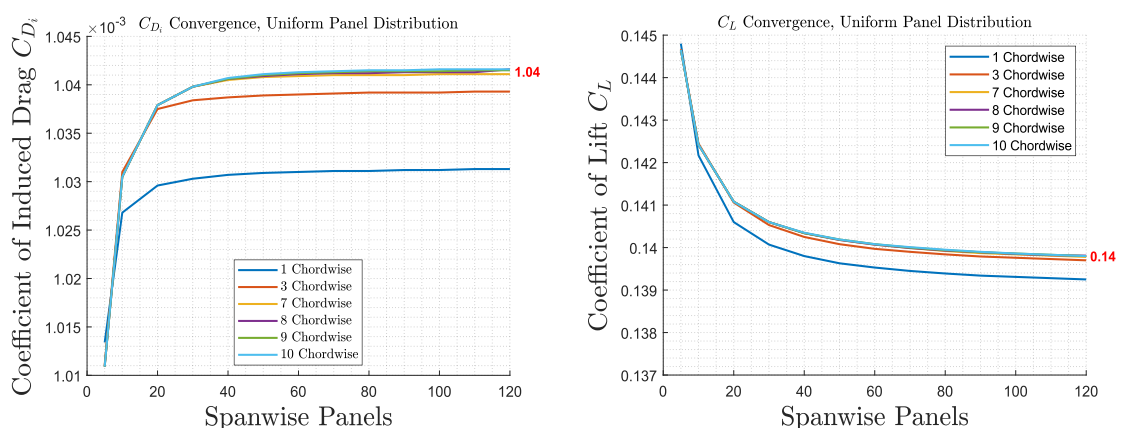 ×10⁻³
C_{D_i} Convergence, Uniform Panel Distribution
Coefficient of Induced Drag C_{D_i}
1.045
1.04
1.035
1.03
1.025
1.02
1.015
1.01
1.04
1 Chordwise
3 Chordwise
7 Chordwise
8 Chordwise
9 Chordwise
10 Chordwise
0 20 40 60 80 100 120
Spanwise Panels
C_L Convergence, Uniform Panel Distribution
Coefficient of Lift C_L
0.145
0.144
0.143
0.142
0.141
0.14
0.139
0.138
0.137
1 Chordwise
3 Chordwise
7 Chordwise
8 Chordwise
9 Chordwise
10 Chordwise
0.14
0 20 40 60 80 100 120
Spanwise Panels